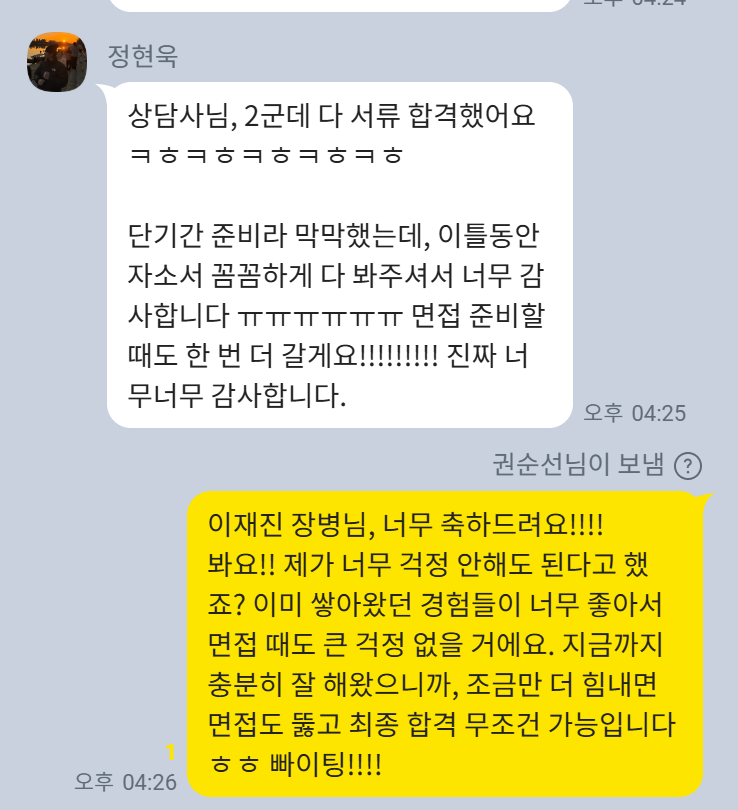 오후 04:24
정현욱
상담사님, 2군데 다 서류 합격했어요
ㅋㅎㅋㅎㅋㅎㅋㅎㅋㅎ
단기간 준비라 막막했는데, 이틀동안
자소서 꼼꼼하게 다 봐주셔서 너무 감
사합니다 ㅠㅠㅠㅠㅠㅠ 면접 준비할
때도 한 번 더 갈게요!!!!!!!!! 진짜 너
무너무 감사합니다.
오후 04:25
권순선님이 보냄 ?
이재진 장병님, 너무 축하드려요!!!!
봐요!! 제가 너무 걱정 안해도 된다고 했
죠? 이미 쌓아왔던 경험들이 너무 좋아서
면접 때도 큰 걱정 없을 거에요. 지금까지
충분히 잘 해왔으니까, 조금만 더 힘내면
면접도 뚫고 최종 합격 무조건 가능입니다
ㅎㅎ 빠이팅!!!!
1
오후 04:26